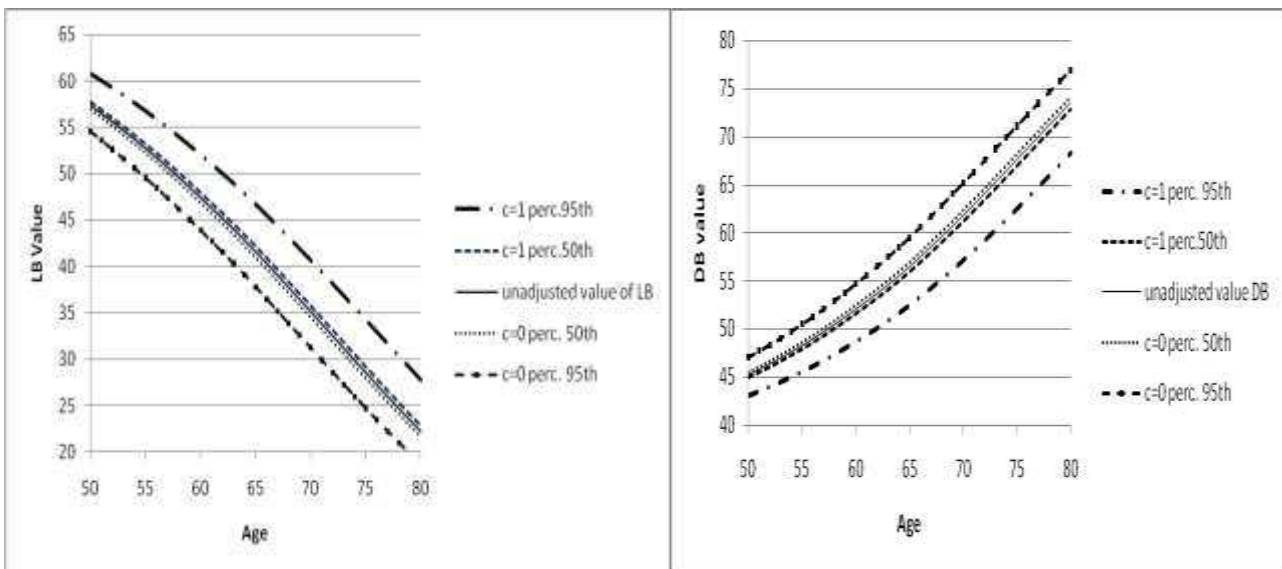 65
60
55
50
45
40
35
30
25
20
LB Value
50 55 60 65 70 75 80
Age
c=1 perc.95th
c=1 perc.50th
unadjusted value of LB
c=0 perc. 50th
c=0 perc. 95th
80
75
70
65
60
55
50
45
40
DB value
50 55 60 65 70 75 80
Age
c=1 perc. 95th
c=1 perc.50th
unadjusted value DB
c=0 perc. 50th
c=0 perc. 95th